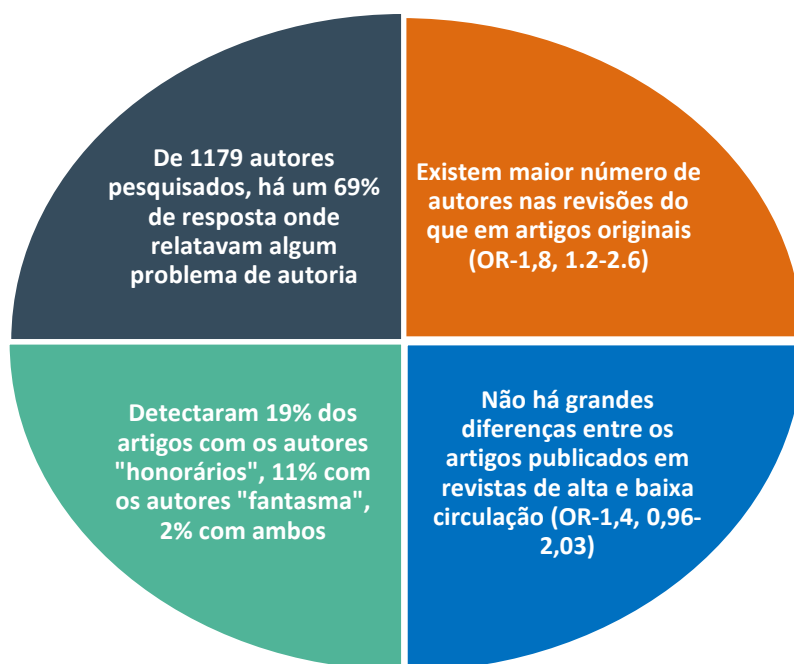 De 1179 autores
pesquisados, há um 69%
de resposta onde
relatavam algum
problema de autoria
Existem maior número de
autores nas revisões do
que em artigos originais
(OR-1,8, 1.2-2.6)
Detectaram 19% dos
artigos com os autores
"honorários", 11% com
os autores "fantasma",
2% com ambos
Não há grandes
diferenças entre os
artigos publicados em
revistas de alta e baixa
circulação (OR-1,4, 0,96-
2,03)